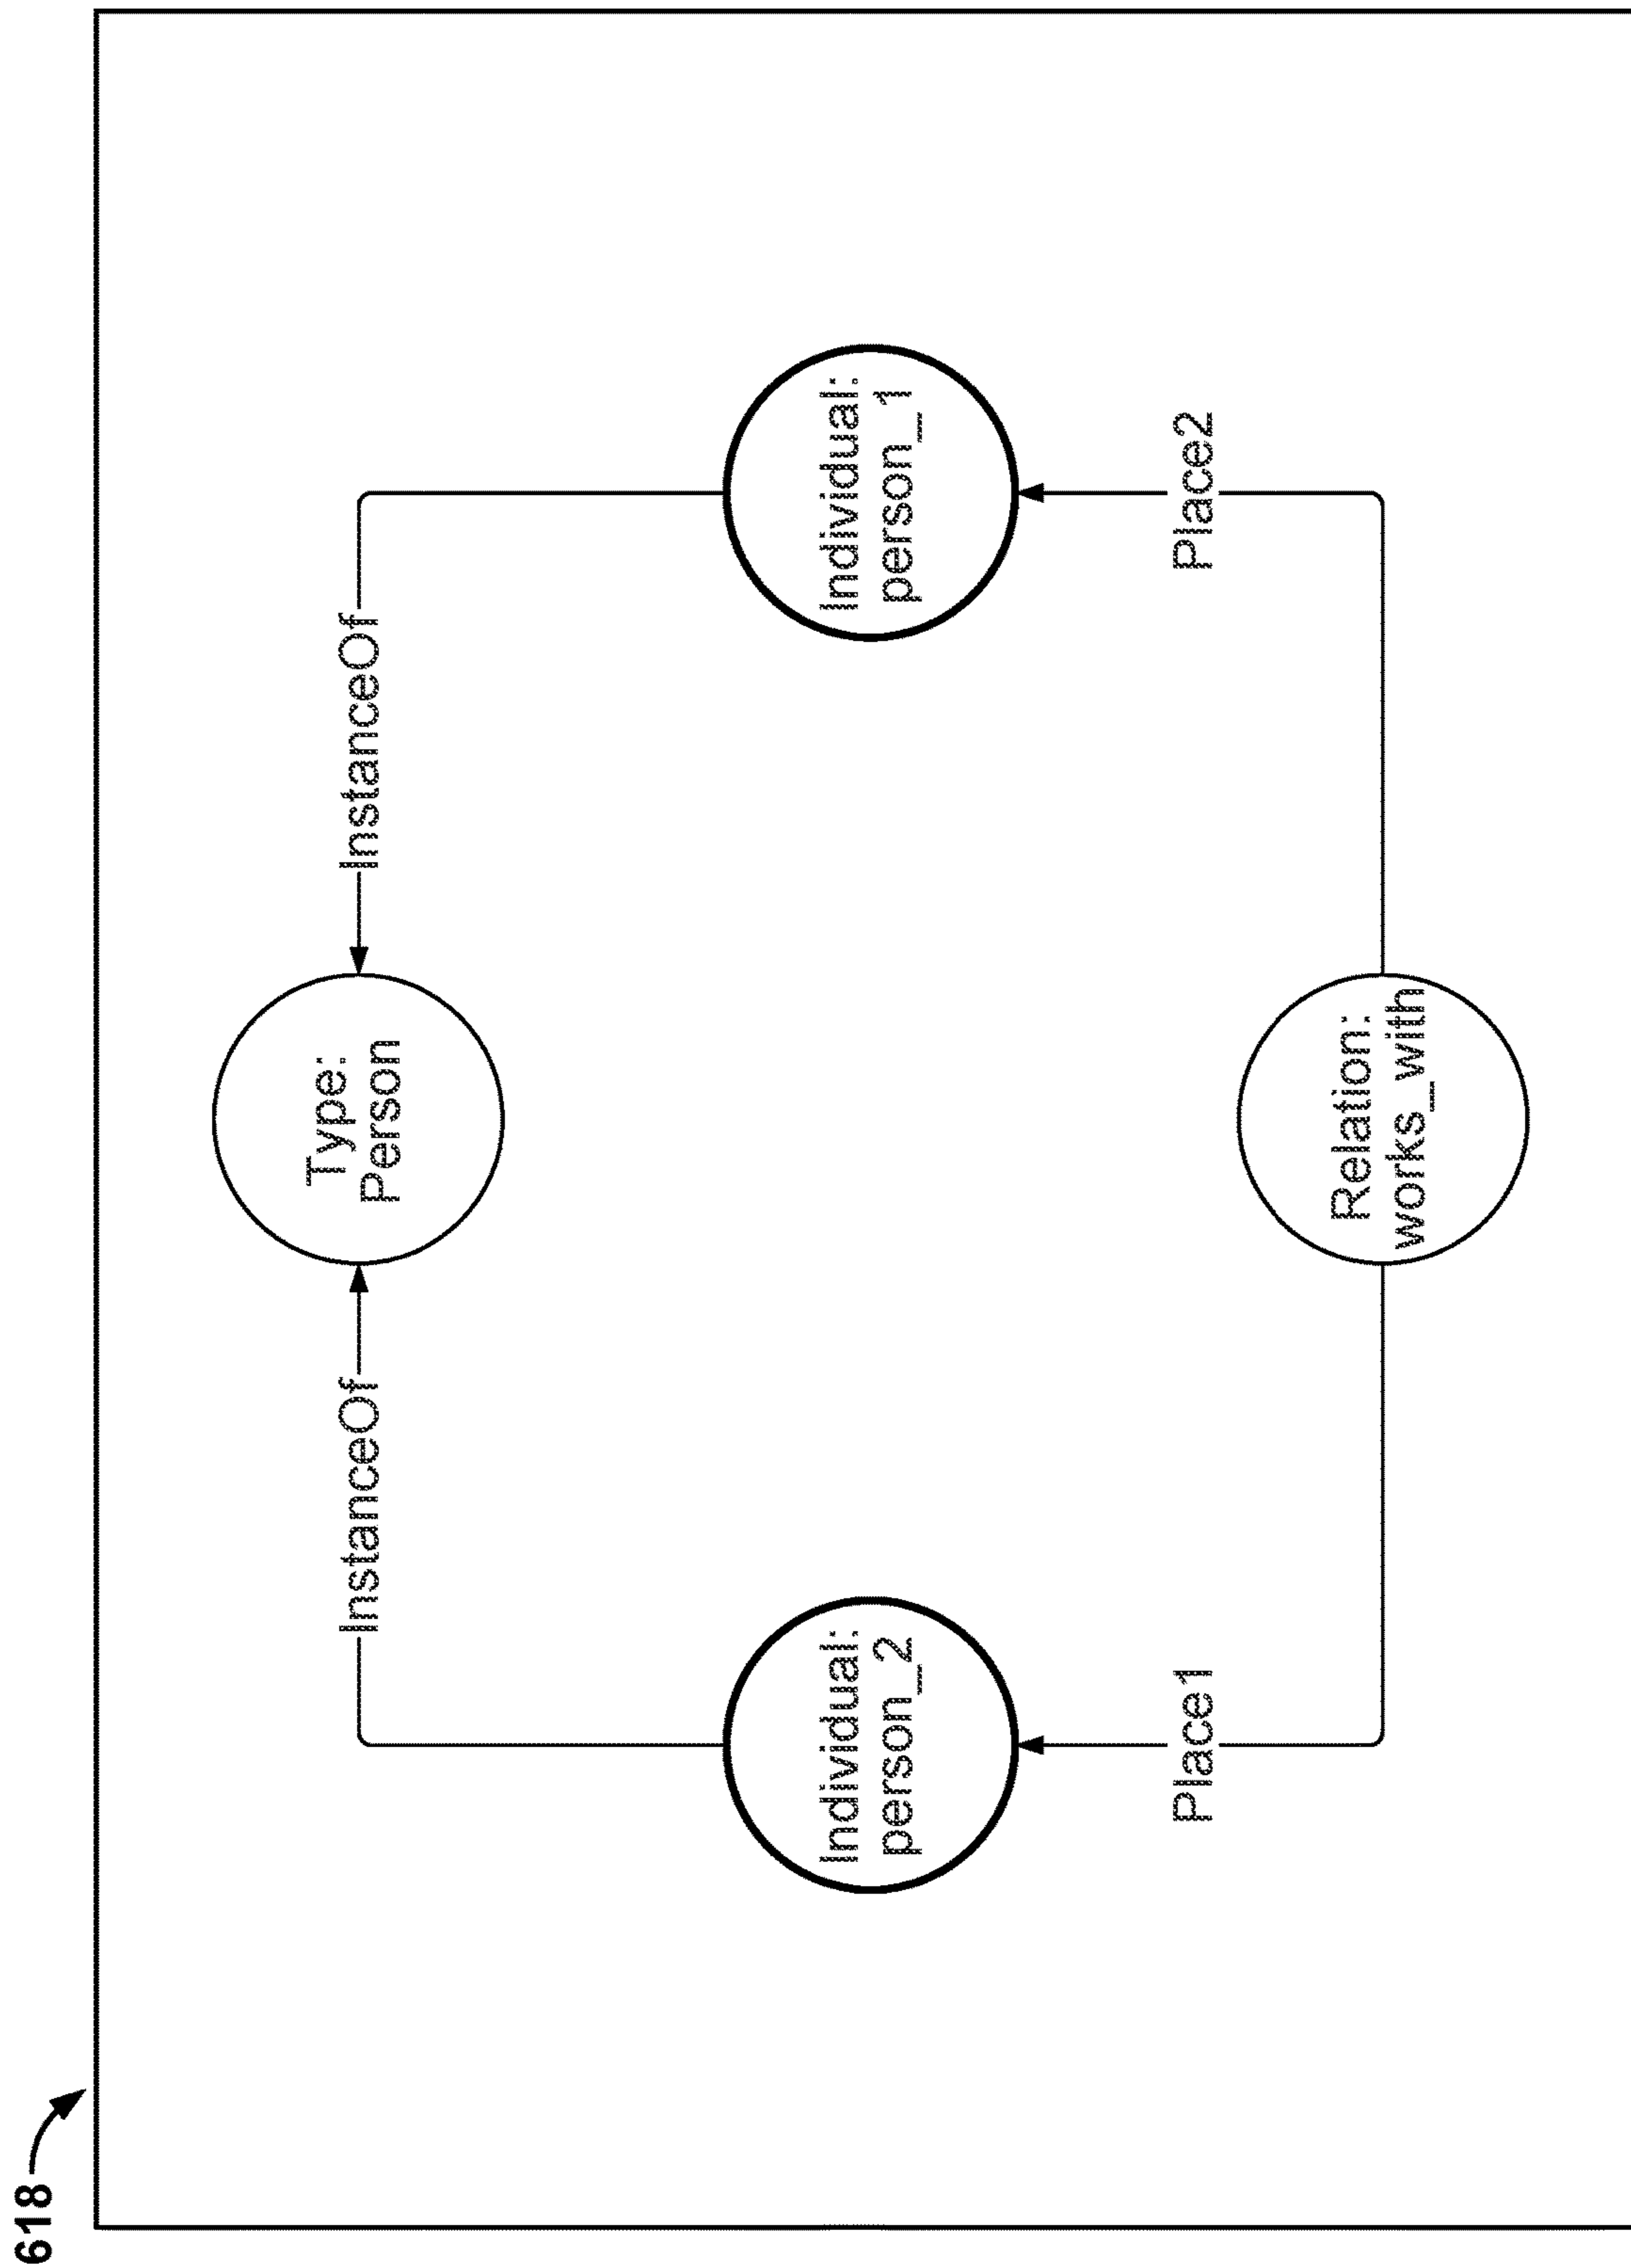 618
InstanceOf
Type:
Person
InstanceOf
Individual:
person_2
Individual:
person_1
Place1
Place2
Relation:
works_with